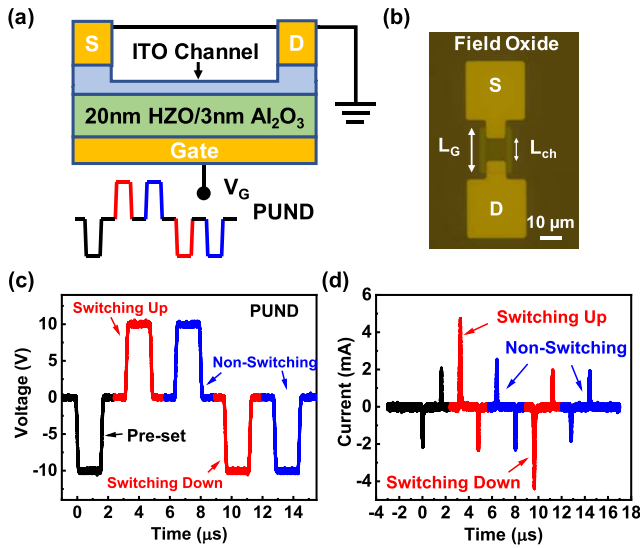 (a)
S
D
ITO Channel
20nm HZO/3nm Al₂O₃
Gate
V_G
PUND
(b)
Field Oxide
S
L_G
L_ch
D
10 μm
(c)
Switching Up
PUND
Non-Switching
Pre-set
Switching Down
Voltage (V)
10
5
0
-5
-10
0 2 4 6 8 10 12 14
Time (μs)
(d)
Switching Up
Non-Switching
Switching Down
Current (mA)
6
4
2
0
-2
-4
-4 -2 0 2 4 6 8 10 12 14 16 18
Time (μs)